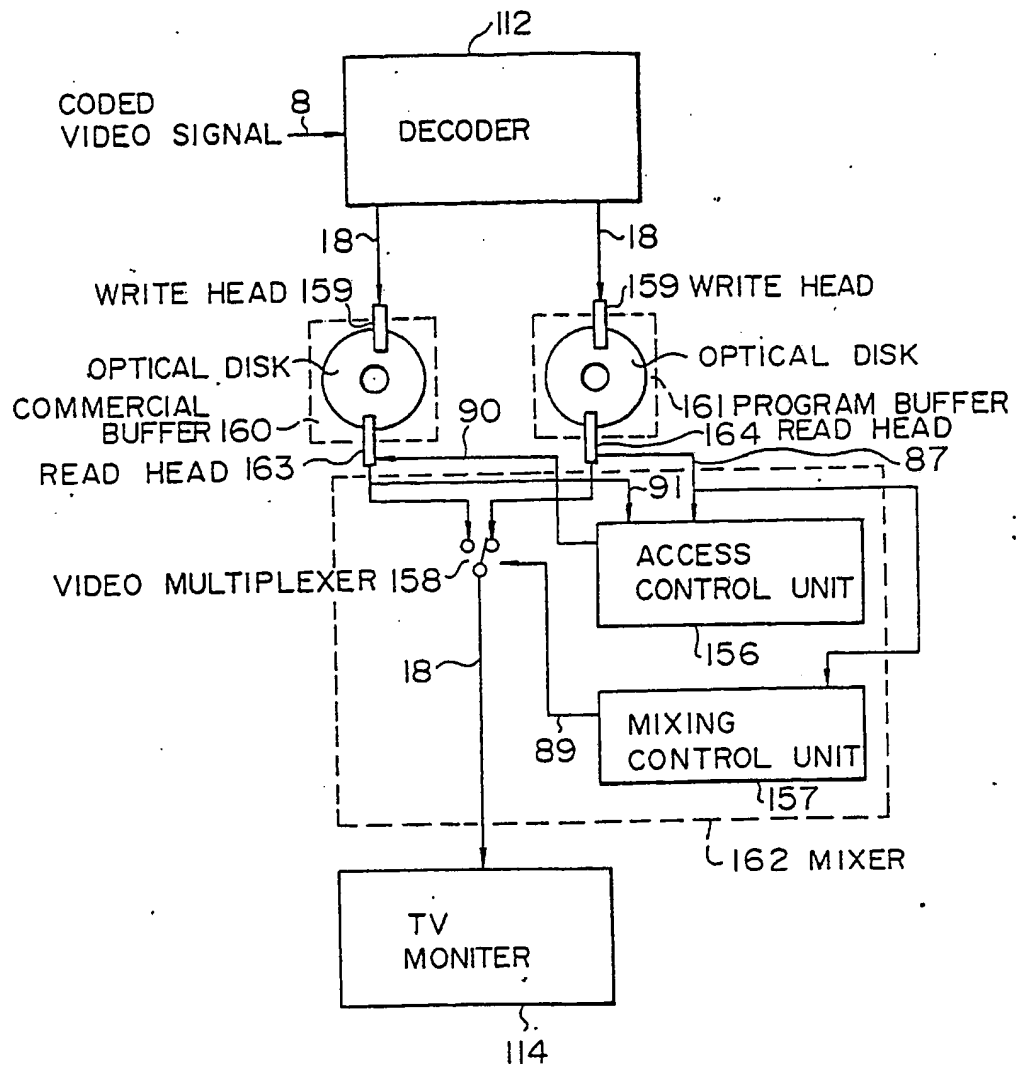 112
CODED
VIDEO SIGNAL
8
DECODER
18
18
WRITE HEAD 159
159 WRITE HEAD
OPTICAL DISK
OPTICAL DISK
COMMERCIAL
BUFFER 160
161 PROGRAM BUFFER
164 READ HEAD
90
READ HEAD 163
87
91
ACCESS
CONTROL UNIT
VIDEO MULTIPLEXER 158
156
18
MIXING
CONTROL UNIT
89
157
162 MIXER
TV
MONITER
114